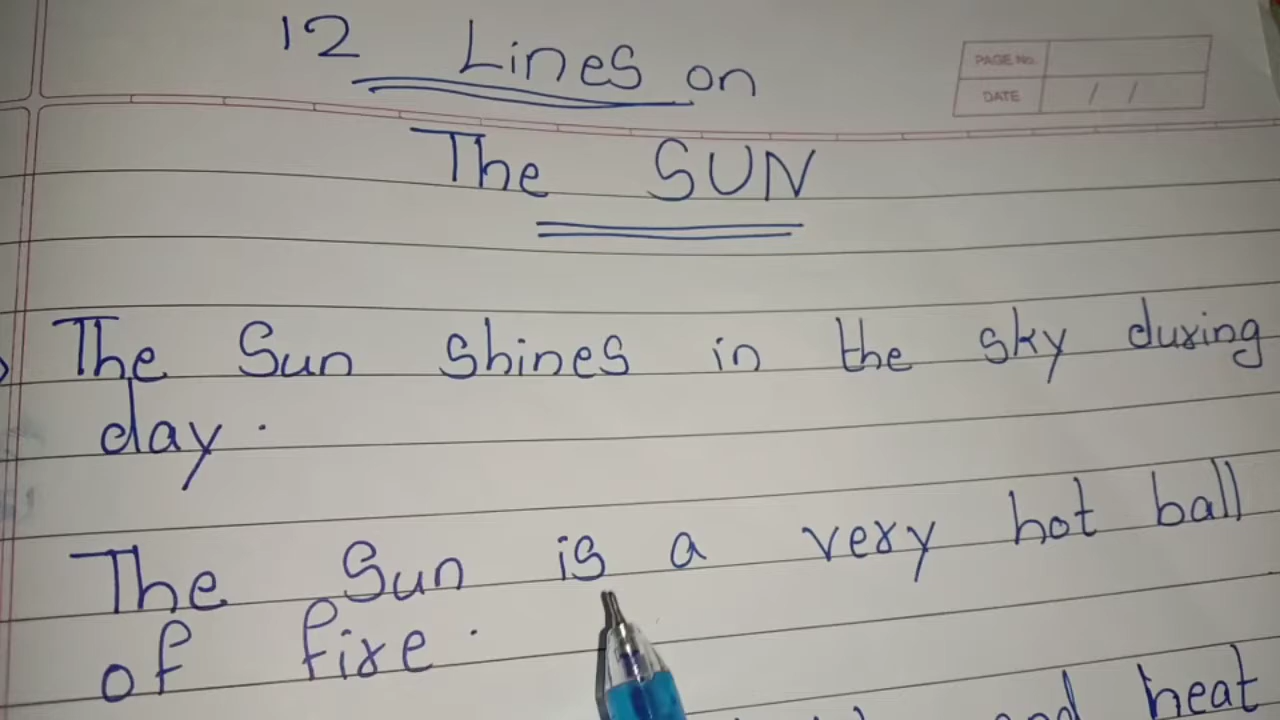 12 Lines on
PAGE No.
DATE / /
The SUN
The Sun shines in the sky during
day.
The Sun is a very hot ball
of fire.
and heat